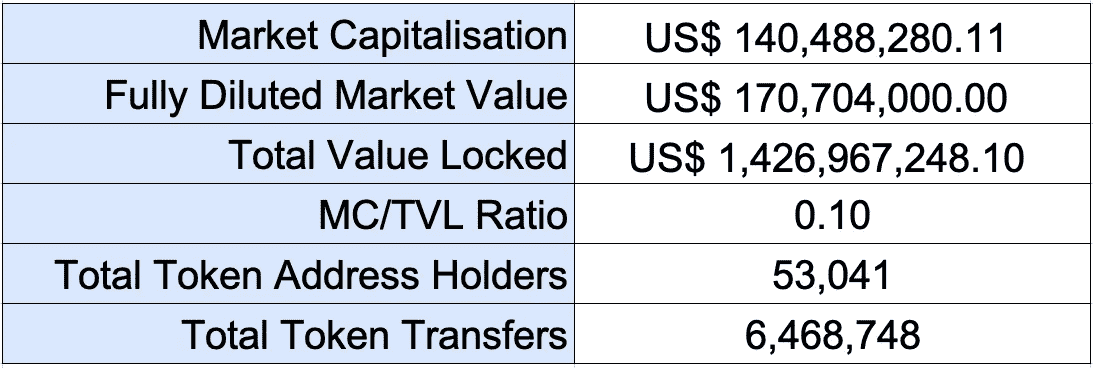 Market Capitalisation US$ 140,488,280.11
Fully Diluted Market Value US$ 170,704,000.00
Total Value Locked US$ 1,426,967,248.10
MC/TVL Ratio 0.10
Total Token Address Holders 53,041
Total Token Transfers 6,468,748